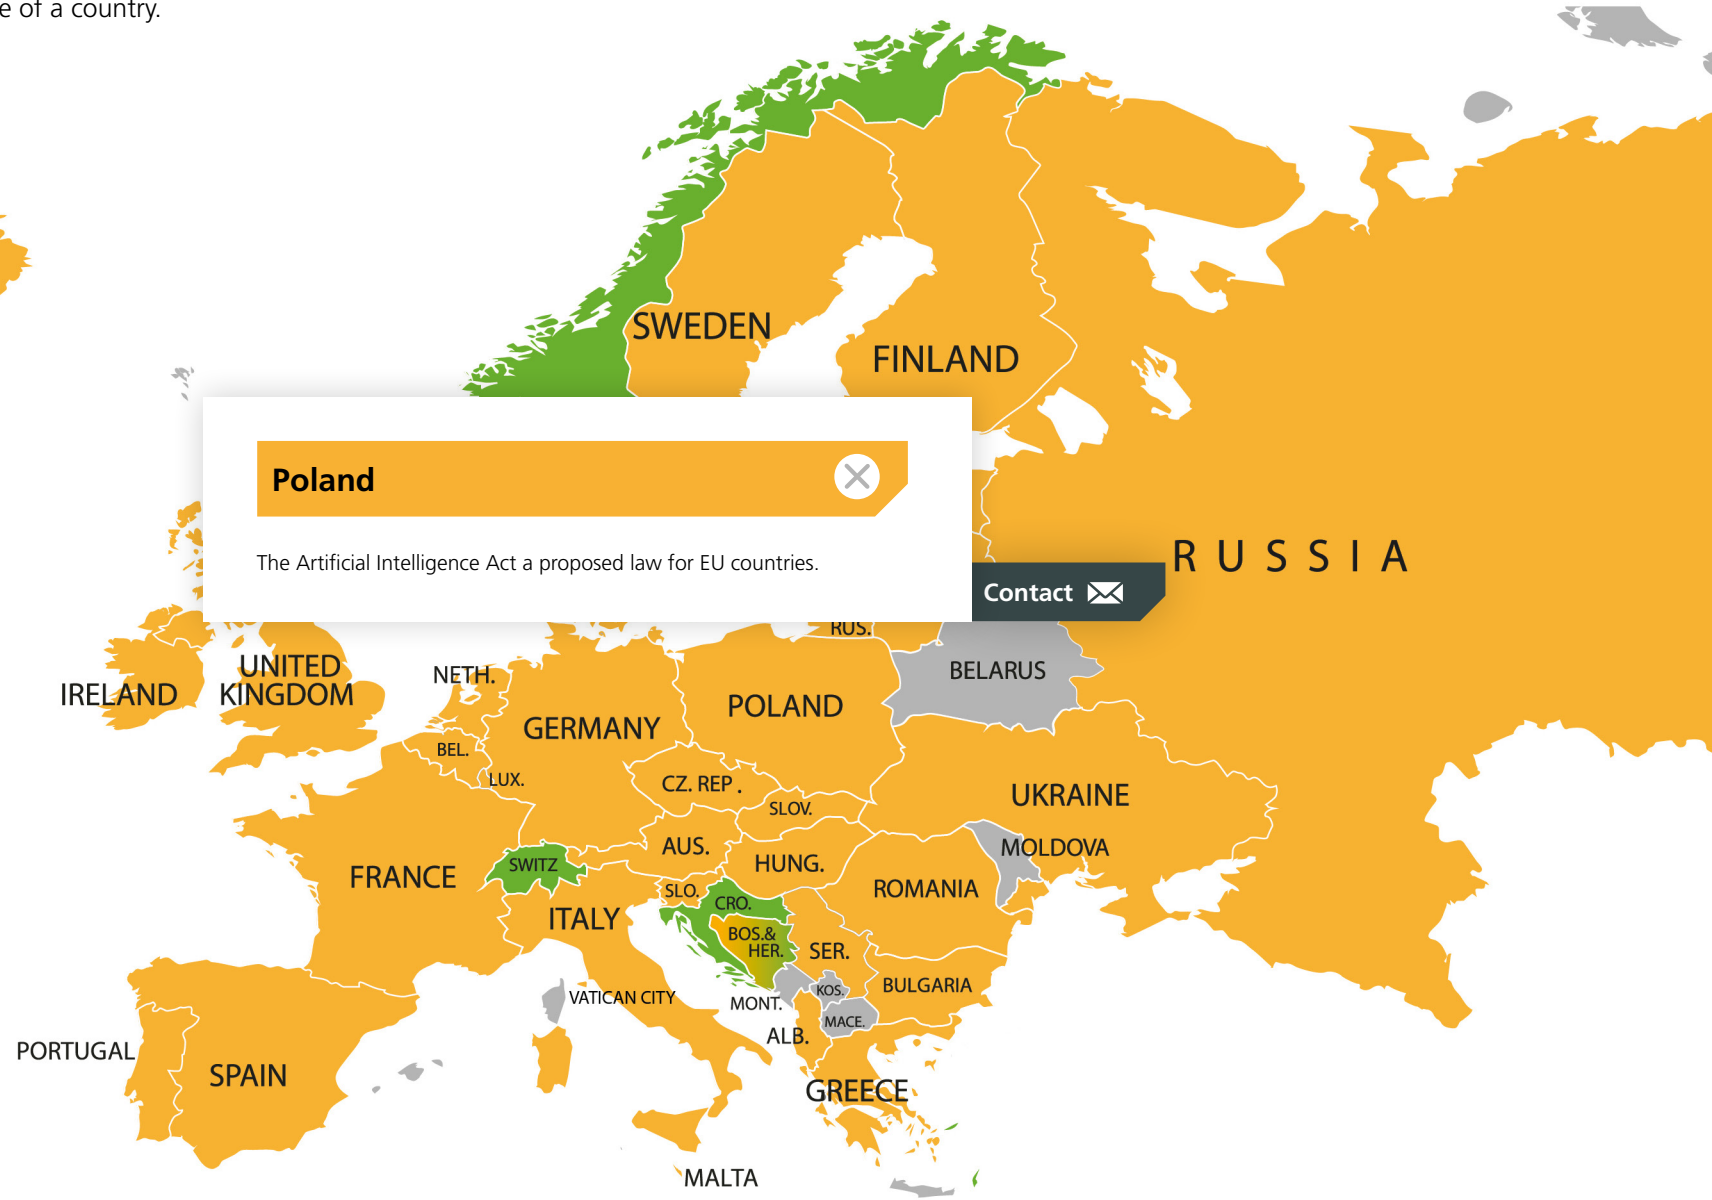 e of a country.
SWEDEN
FINLAND
Poland
The Artificial Intelligence Act a proposed law for EU countries.
RUSSIA
Contact
RUS.
UNITED
KINGDOM
IRELAND
NETH.
BELARUS
POLAND
GERMANY
BEL.
LUX.
CZ. REP.
UKRAINE
SLOV.
AUS.
MOLDOVA
SWITZ
HUNG.
FRANCE
ROMANIA
SLO.
CRO.
ITALY
BOS.&
HER.
SER.
BULGARIA
KOS.
VATICAN CITY
MONT.
MACE.
ALB.
PORTUGAL
SPAIN
GREECE
MALTA